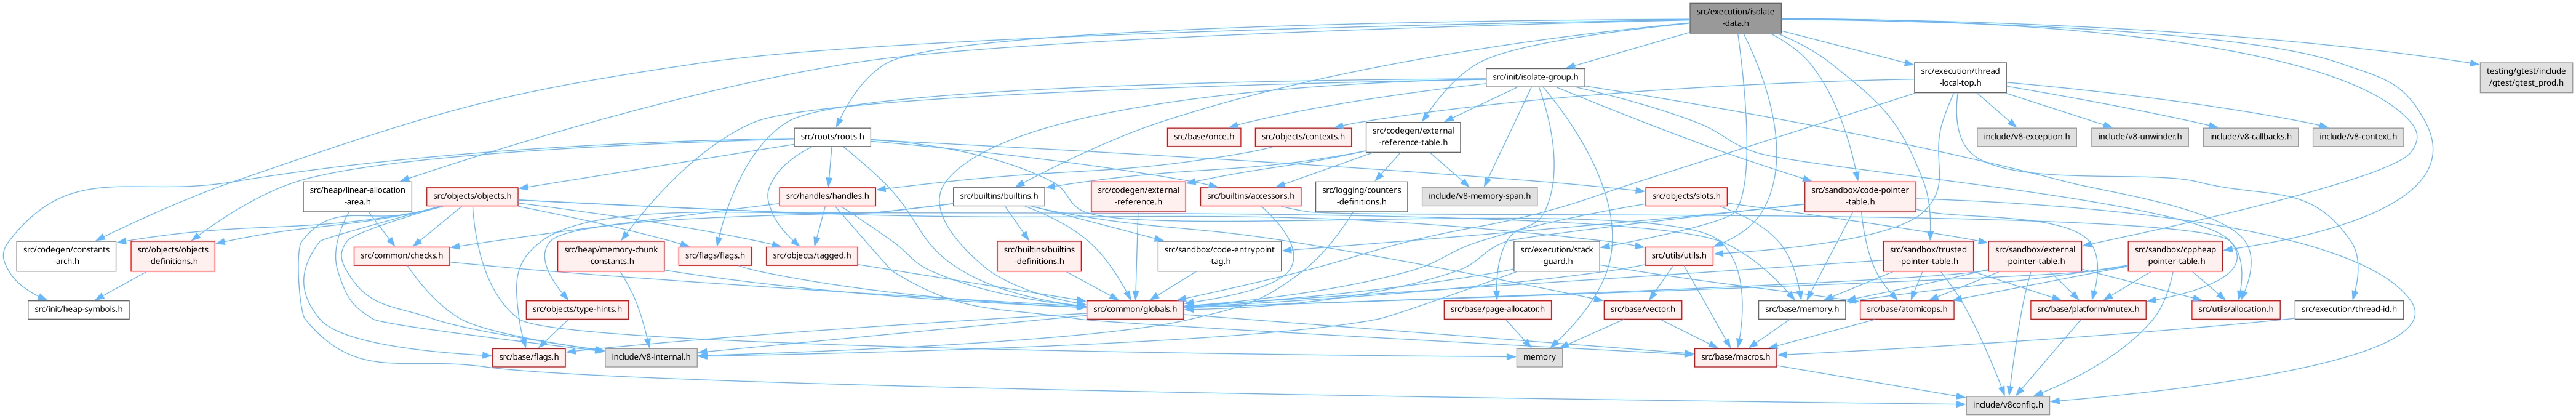 src/execution/isolate
-data.h
src/init/isolate-group.h
src/execution/thread
-local-top.h
testing/gtest/include
/gtest/gtest_prod.h
src/roots/roots.h
src/base/once.h
src/objects/contexts.h
src/codegen/external
-reference-table.h
include/v8-exception.h
include/v8-unwinder.h
include/v8-callbacks.h
include/v8-context.h
src/heap/linear-allocation
-area.h
src/objects/objects.h
src/handles/handles.h
src/builtins/builtins.h
src/codegen/external
-reference.h
src/builtins/accessors.h
src/logging/counters
-definitions.h
include/v8-memory-span.h
src/objects/slots.h
src/sandbox/code-pointer
-table.h
src/codegen/constants
-arch.h
src/objects/objects
-definitions.h
src/common/checks.h
src/heap/memory-chunk
-constants.h
src/flags/flags.h
src/objects/tagged.h
src/builtins/builtins
-definitions.h
src/sandbox/code-entrypoint
-tag.h
src/execution/stack
-guard.h
src/utils/utils.h
src/sandbox/trusted
-pointer-table.h
src/sandbox/external
-pointer-table.h
src/sandbox/cppheap
-pointer-table.h
src/init/heap-symbols.h
src/objects/type-hints.h
src/common/globals.h
src/base/page-allocator.h
src/base/vector.h
src/base/memory.h
src/base/atomicops.h
src/base/platform/mutex.h
src/utils/allocation.h
src/execution/thread-id.h
src/base/flags.h
include/v8-internal.h
memory
src/base/macros.h
include/v8config.h